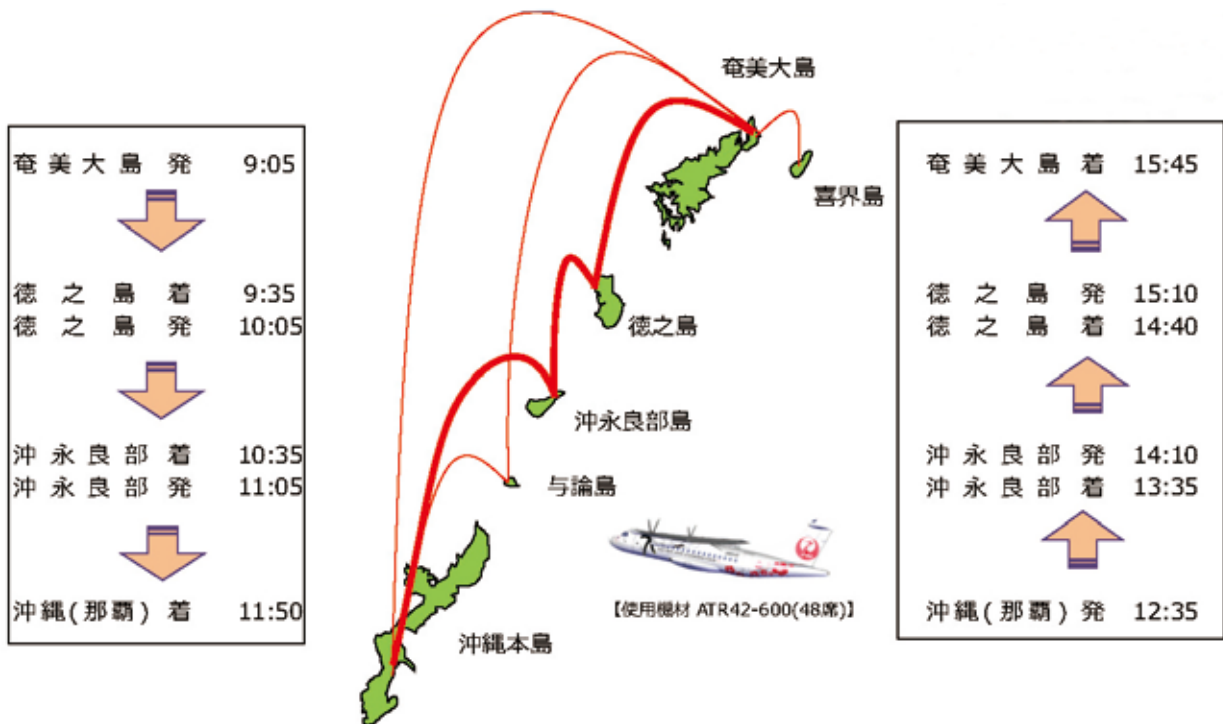 奄美大島 発 9:05
徳之島 着 9:35
徳之島 発 10:05
沖永良部 着 10:35
沖永良部 発 11:05
沖縄(那覇) 着 11:50
奄美大島
喜界島
徳之島
沖永良部島
与論島
沖縄本島
【使用機材 ATR42-600(48席)】
奄美大島 着 15:45
徳之島 発 15:10
徳之島 着 14:40
沖永良部 発 14:10
沖永良部 着 13:35
沖縄(那覇) 発 12:35